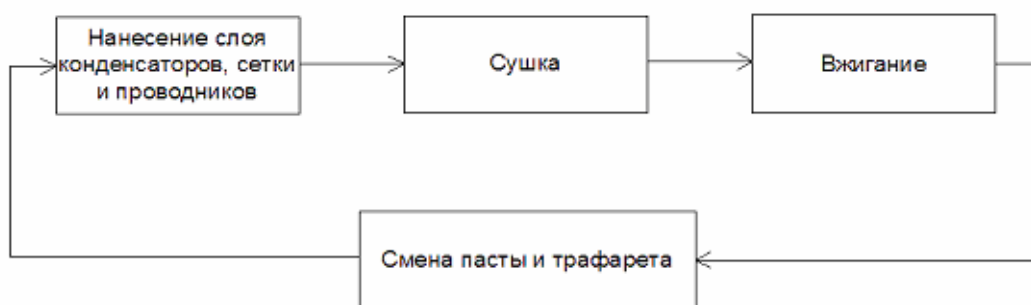 Нанесение слоя
конденсаторов, сетки
и проводников
Сушка
Вжигание
Смена пасты и трафарета